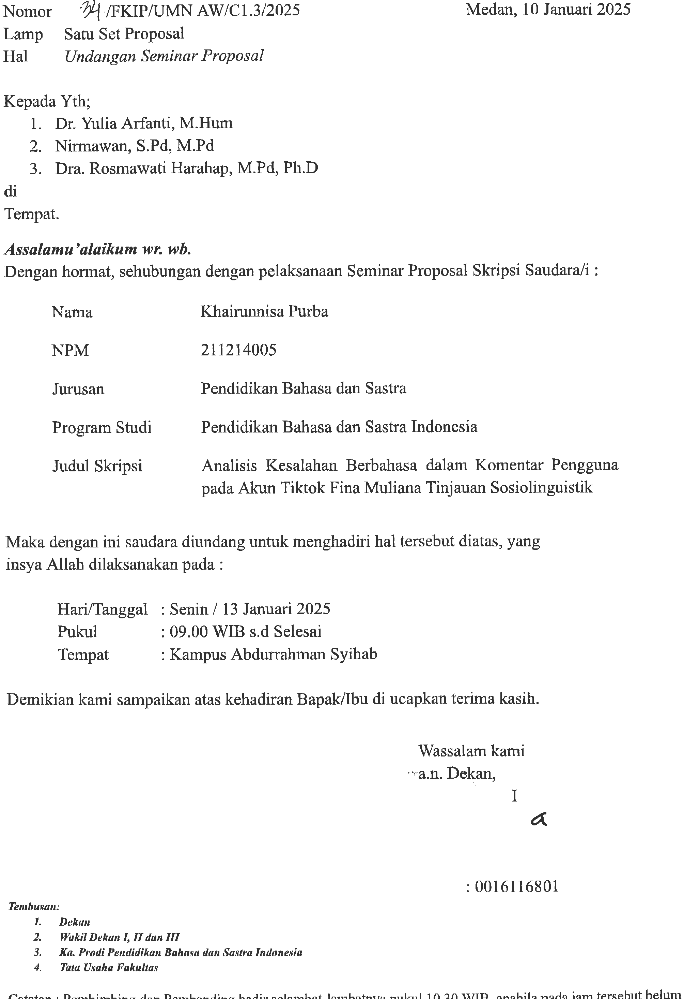 Nomor 34 /FKIP/UMN AW/C1.3/2025 Medan, 10 Januari 2025
Lamp Satu Set Proposal
Hal Undangan Seminar Proposal
Kepada Yth;
1. Dr. Yulia Arfanti, M.Hum
2. Nirmawan, S.Pd, M.Pd
3. Dra. Rosmawati Harahap, M.Pd, Ph.D
di
Tempat.
Assalamu'alaikum wr. wb.
Dengan hormat, sehubungan dengan pelaksanaan Seminar Proposal Skripsi Saudara/i :
Nama Khairunnisa Purba
NPM 211214005
Jurusan Pendidikan Bahasa dan Sastra
Program Studi Pendidikan Bahasa dan Sastra Indonesia
Judul Skripsi Analisis Kesalahan Berbahasa dalam Komentar Pengguna
pada Akun Tiktok Fina Muliana Tinjauan Sosiolinguistik
Maka dengan ini saudara diundang untuk menghadiri hal tersebut diatas, yang
insya Allah dilaksanakan pada :
Hari/Tanggal : Senin / 13 Januari 2025
Pukul : 09.00 WIB s.d Selesai
Tempat : Kampus Abdurrahman Syihab
Demikian kami sampaikan atas kehadiran Bapak/Ibu di ucapkan terima kasih.
Wassalam kami
a.n. Dekan,
I
: 0016116801
Tembusan:
1. Dekan
2. Wakil Dekan I, II dan III
3. Ka. Prodi Pendidikan Bahasa dan Sastra Indonesia
4. Tata Usaha Fakultas
Catatan : Pembimbing dan Pembanding hadir selambat-lambatnya pukul 10.30 WIB, apabila pada jam tersebut belum